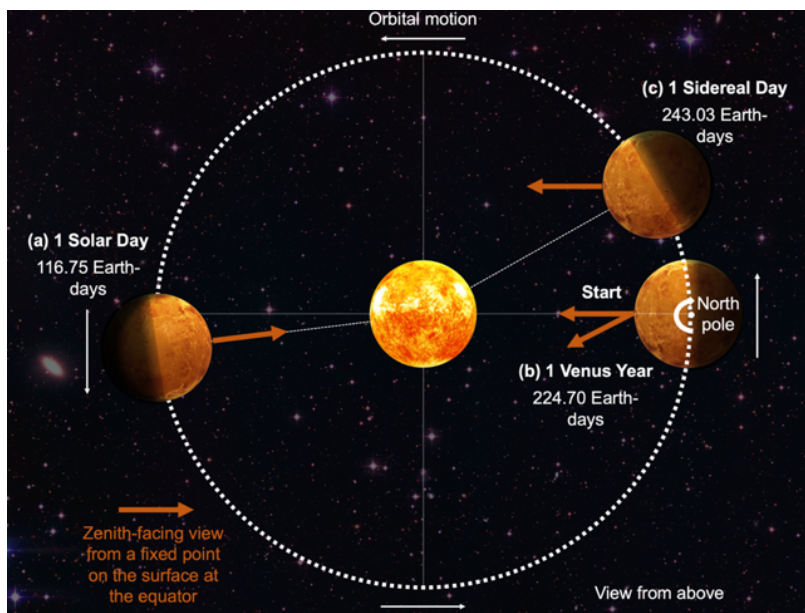 Orbital motion
(c) 1 Sidereal Day
243.03 Earth-
days
(a) 1 Solar Day
116.75 Earth-
days
Start
North
pole
(b) 1 Venus Year
224.70 Earth-
days
Zenith-facing view
from a fixed point
on the surface at
the equator
View from above